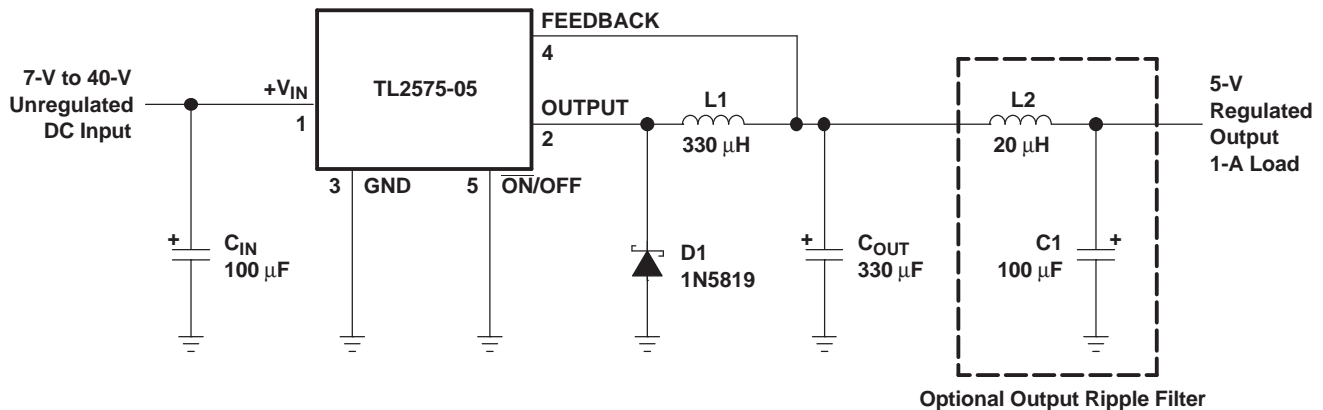 FEEDBACK
4
7-V to 40-V
Unregulated
DC Input
+VIN
1
TL2575-05
OUTPUT
2
L1
330 μH
L2
20 μH
5-V
Regulated
Output
1-A Load
3 GND
5 ON/OFF
+
CIN
100 μF
D1
1N5819
+
COUT
330 μF
C1
100 μF
+
Optional Output Ripple Filter